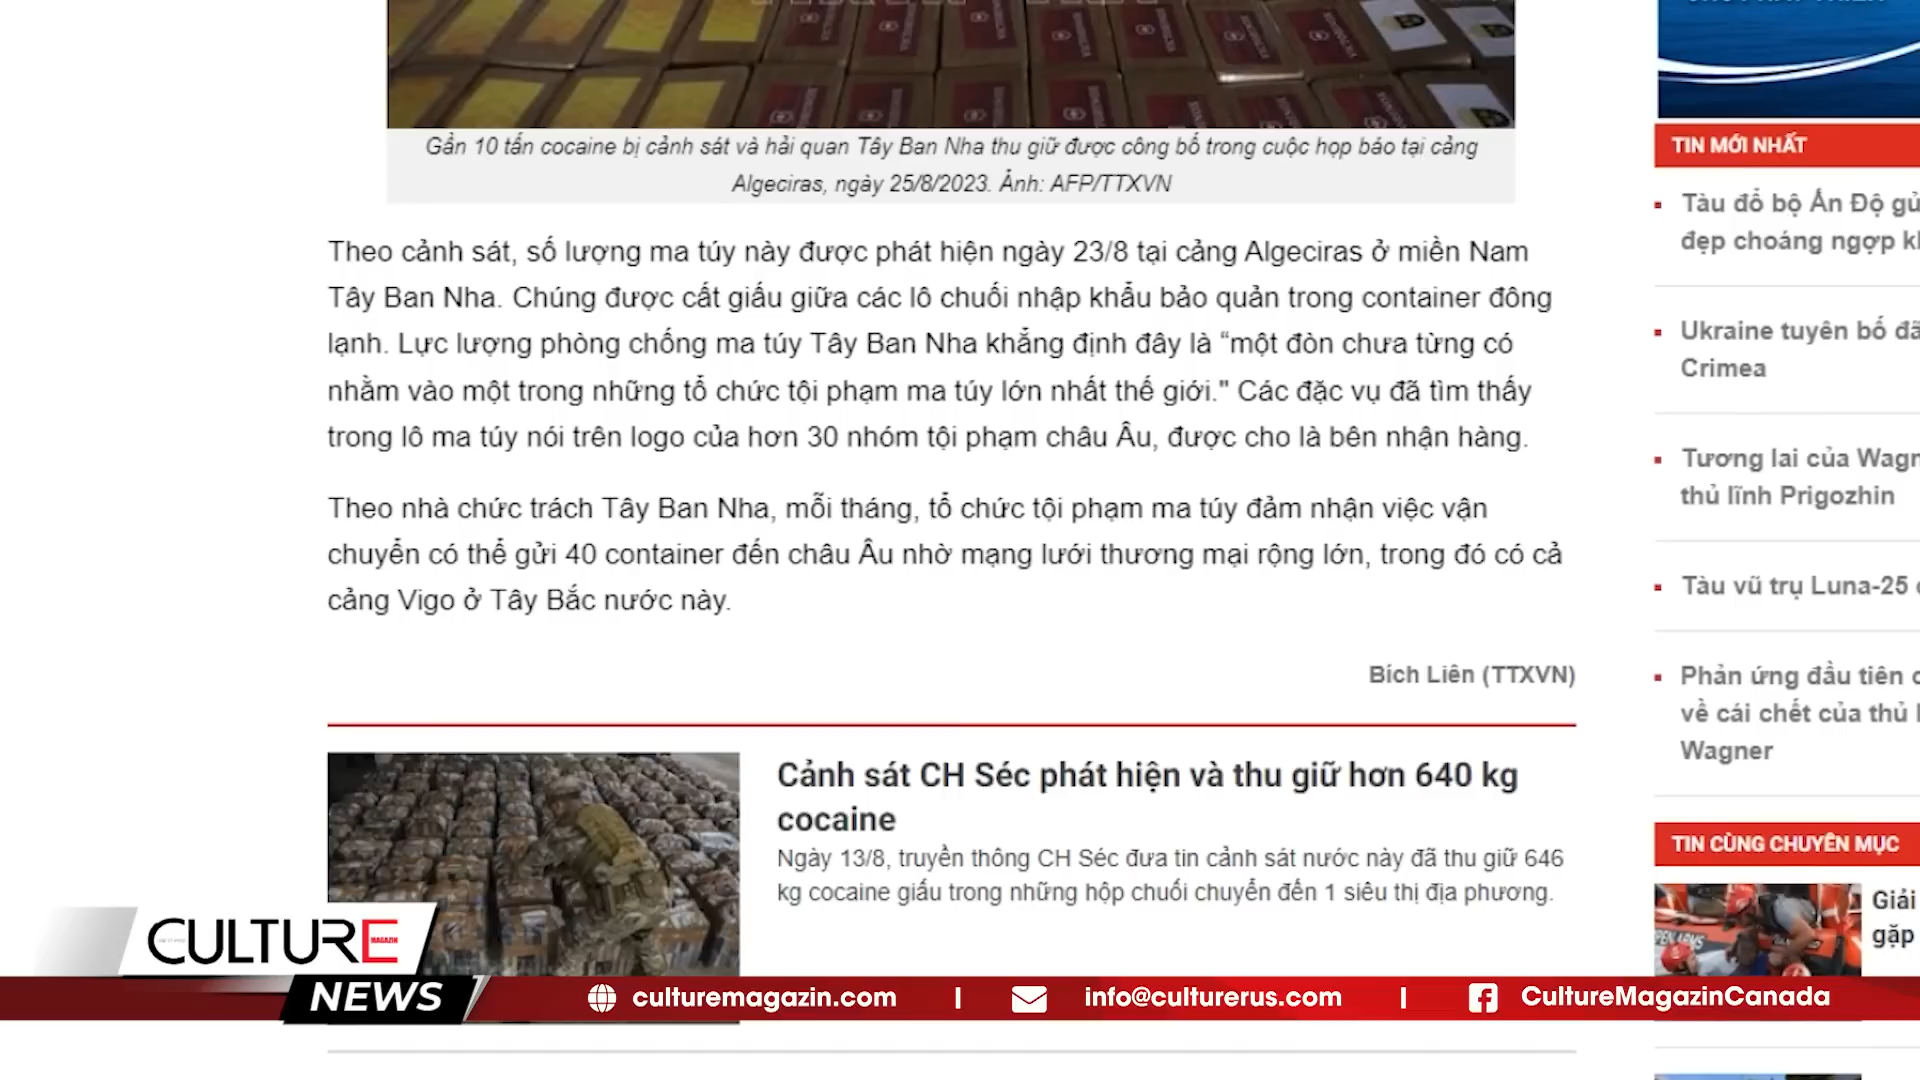 Gần 10 tấn cocaine bị cảnh sát và hải quan Tây Ban Nha thu giữ được công bố trong cuộc họp báo tại cảng
Algeciras, ngày 25/8/2023. Ảnh: AFP/TTXVN
Theo cảnh sát, số lượng ma túy này được phát hiện ngày 23/8 tại cảng Algeciras ở miền Nam
Tây Ban Nha. Chúng được cất giấu giữa các lô chuối nhập khẩu bảo quản trong container đông
lạnh. Lực lượng phòng chống ma túy Tây Ban Nha khẳng định đây là “một đòn chưa từng có
nhằm vào một trong những tổ chức tội phạm ma túy lớn nhất thế giới." Các đặc vụ đã tìm thấy
trong lô ma túy nói trên logo của hơn 30 nhóm tội phạm châu Âu, được cho là bên nhận hàng.
Theo nhà chức trách Tây Ban Nha, mỗi tháng, tổ chức tội phạm ma túy đảm nhận việc vận
chuyển có thể gửi 40 container đến châu Âu nhờ mạng lưới thương mại rộng lớn, trong đó có cả
cảng Vigo ở Tây Bắc nước này.
Bích Liên (TTXVN)
Cảnh sát CH Séc phát hiện và thu giữ hơn 640 kg
cocaine
Ngày 13/8, truyền thông CH Séc đưa tin cảnh sát nước này đã thu giữ 646
kg cocaine giấu trong những hộp chuối chuyển đến 1 siêu thị địa phương.
TIN MỚI NHẤT
Tàu đổ bộ Ấn Độ
đẹp choáng ngợp
Ukraine tuyên bố đã
Crimea
Tương lai của
thủ lĩnh Prigozhin
Tàu vũ trụ Luna-25
Phản ứng đầu tiên
về cái chết của thủ
Wagner
TIN CÙNG CHUYÊN MỤC
Giải
gặp
OPEN ARMS
CULTURE
MAGAZIN
NEWS
culturemagazin.com | info@culturerus.com | CultureMagazinCanada